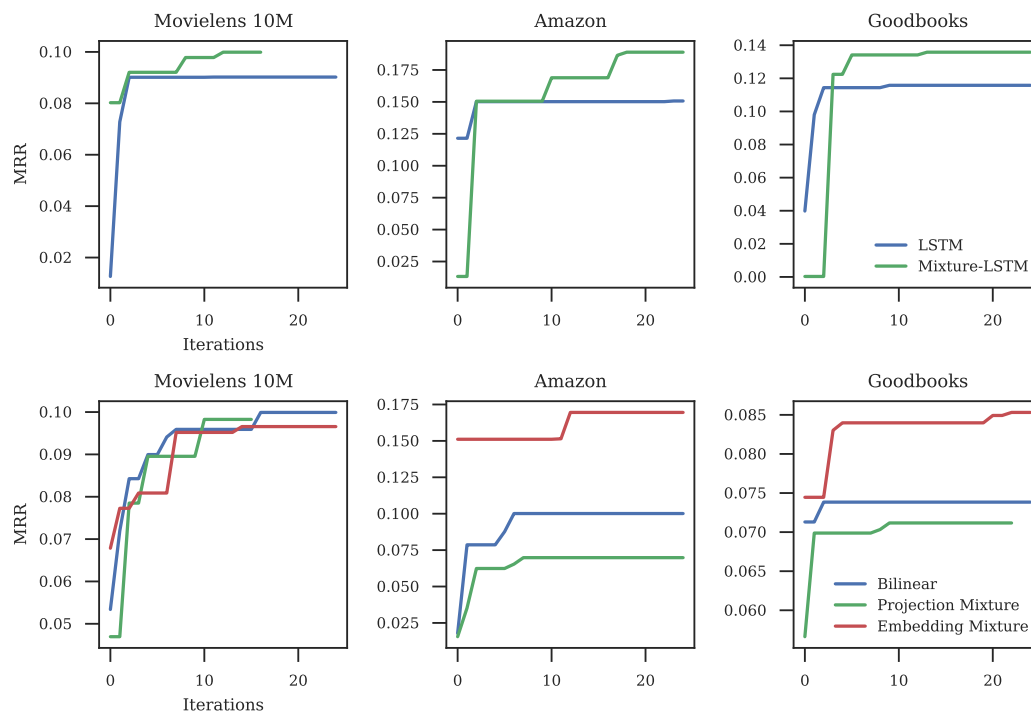 Movielens 10M
Amazon
Goodbooks
MRR
0.10
0.08
0.06
0.04
0.02
0.175
0.150
0.125
0.100
0.075
0.050
0.025
0.14
0.12
0.10
0.08
0.06
0.04
0.02
0.00
LSTM
Mixture-LSTM
0 10 20
0 10 20
0 10 20
Iterations
Movielens 10M
Amazon
Goodbooks
MRR
0.10
0.09
0.08
0.07
0.06
0.05
0.175
0.150
0.125
0.100
0.075
0.050
0.025
0.085
0.080
0.075
0.070
0.065
0.060
Bilinear
Projection Mixture
Embedding Mixture
0 10 20
0 10 20
0 10 20
Iterations